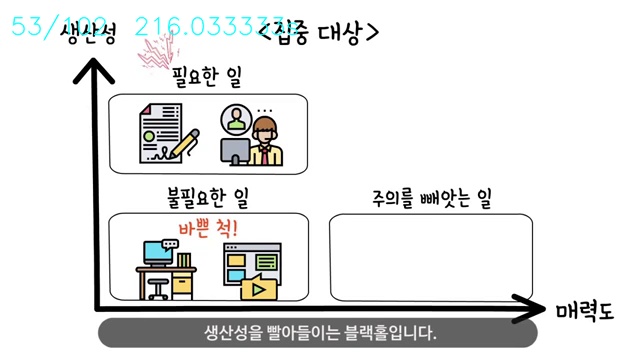 53/102 216.033333s
생산성 <집중 대상>
필요한 일
불필요한 일
바쁜 척!
주의를 빼앗는 일
매력도
생산성을 빨아들이는 블랙홀입니다.